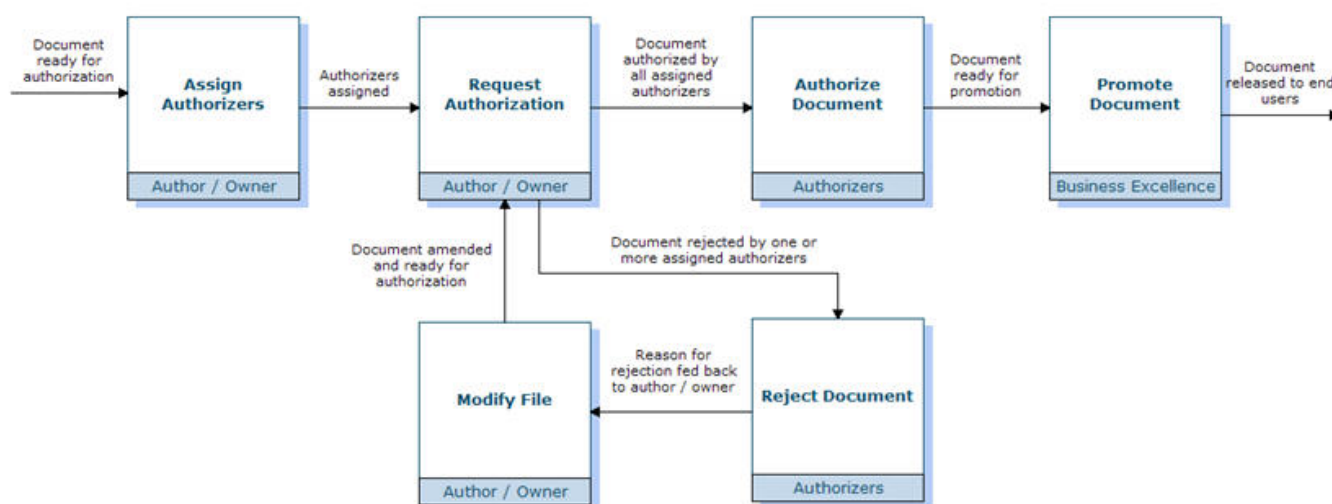 Document
ready for
authorization
Assign
Authorizers
Author / Owner
Authorizers
assigned
Request
Authorization
Author / Owner
Document
authorized by
all assigned
authorizers
Authorize
Document
Authorizers
Document
ready for
promotion
Promote
Document
Business Excellence
Document
released to end
users
Document amended
and ready for
authorization
Document rejected by one or
more assigned authorizers
Modify File
Author / Owner
Reason for
rejection fed back
to author / owner
Reject Document
Authorizers